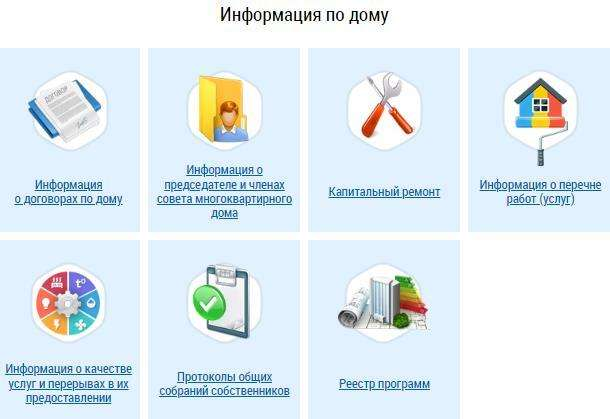 Информация по дому
ДОГОВОР
Информация
о договорах по дому
Информация о
председателе и членах
совета многоквартирного
дома
Капитальный ремонт
Информация о перечне
работ (услуг)
t°
Информация о качестве
услуг и перерывах в их
предоставлении
Протоколы общих
собраний собственников
Реестр программ